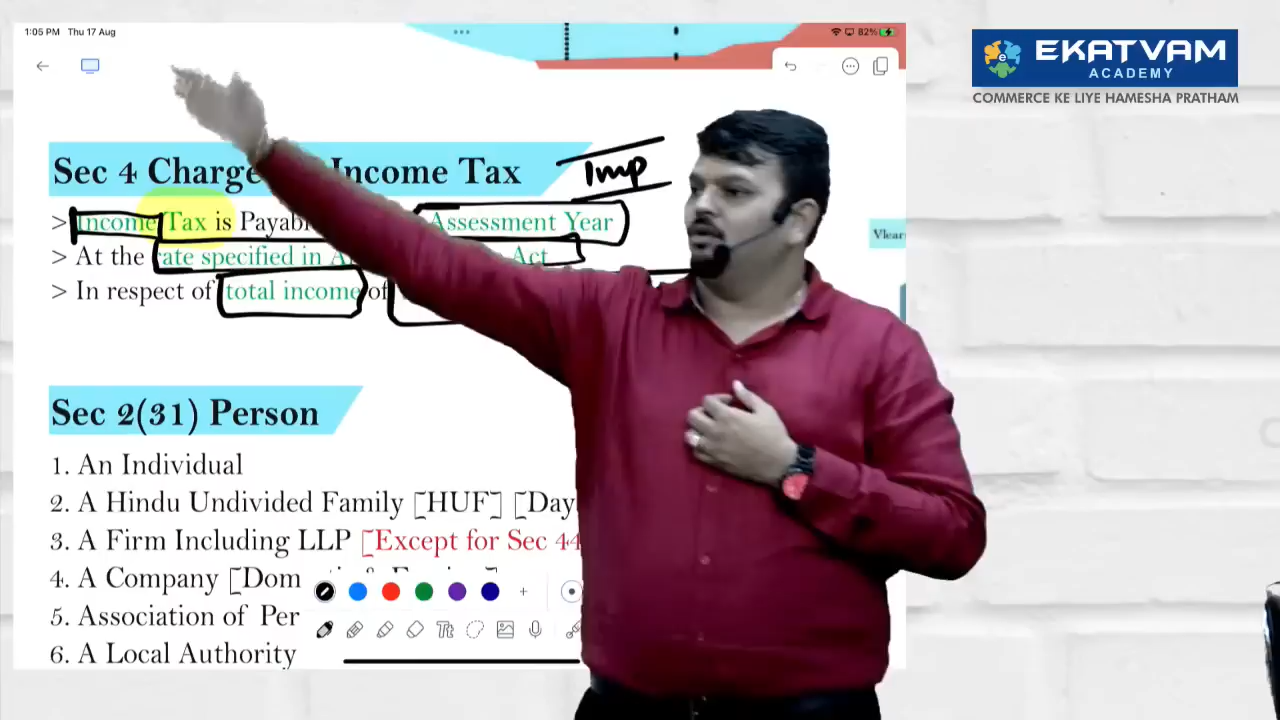 1:05 PM Thu 17 Aug
82%
EKATVAM
ACADEMY
COMMERCE KE LIYE HAMESHA PRATHAM
Sec 4 Charge Income Tax Imp
> Income Tax is Payabl Assessment Year
> At the rate specified in A Act
> In respect of total income of
Vlear
Sec 2(31) Person
1. An Individual
2. A Hindu Undivided Family [HUF] [Day
3. A Firm Including LLP [Except for Sec 44
4. A Company [Dom
5. Association of Per
6. A Local Authority
Tt